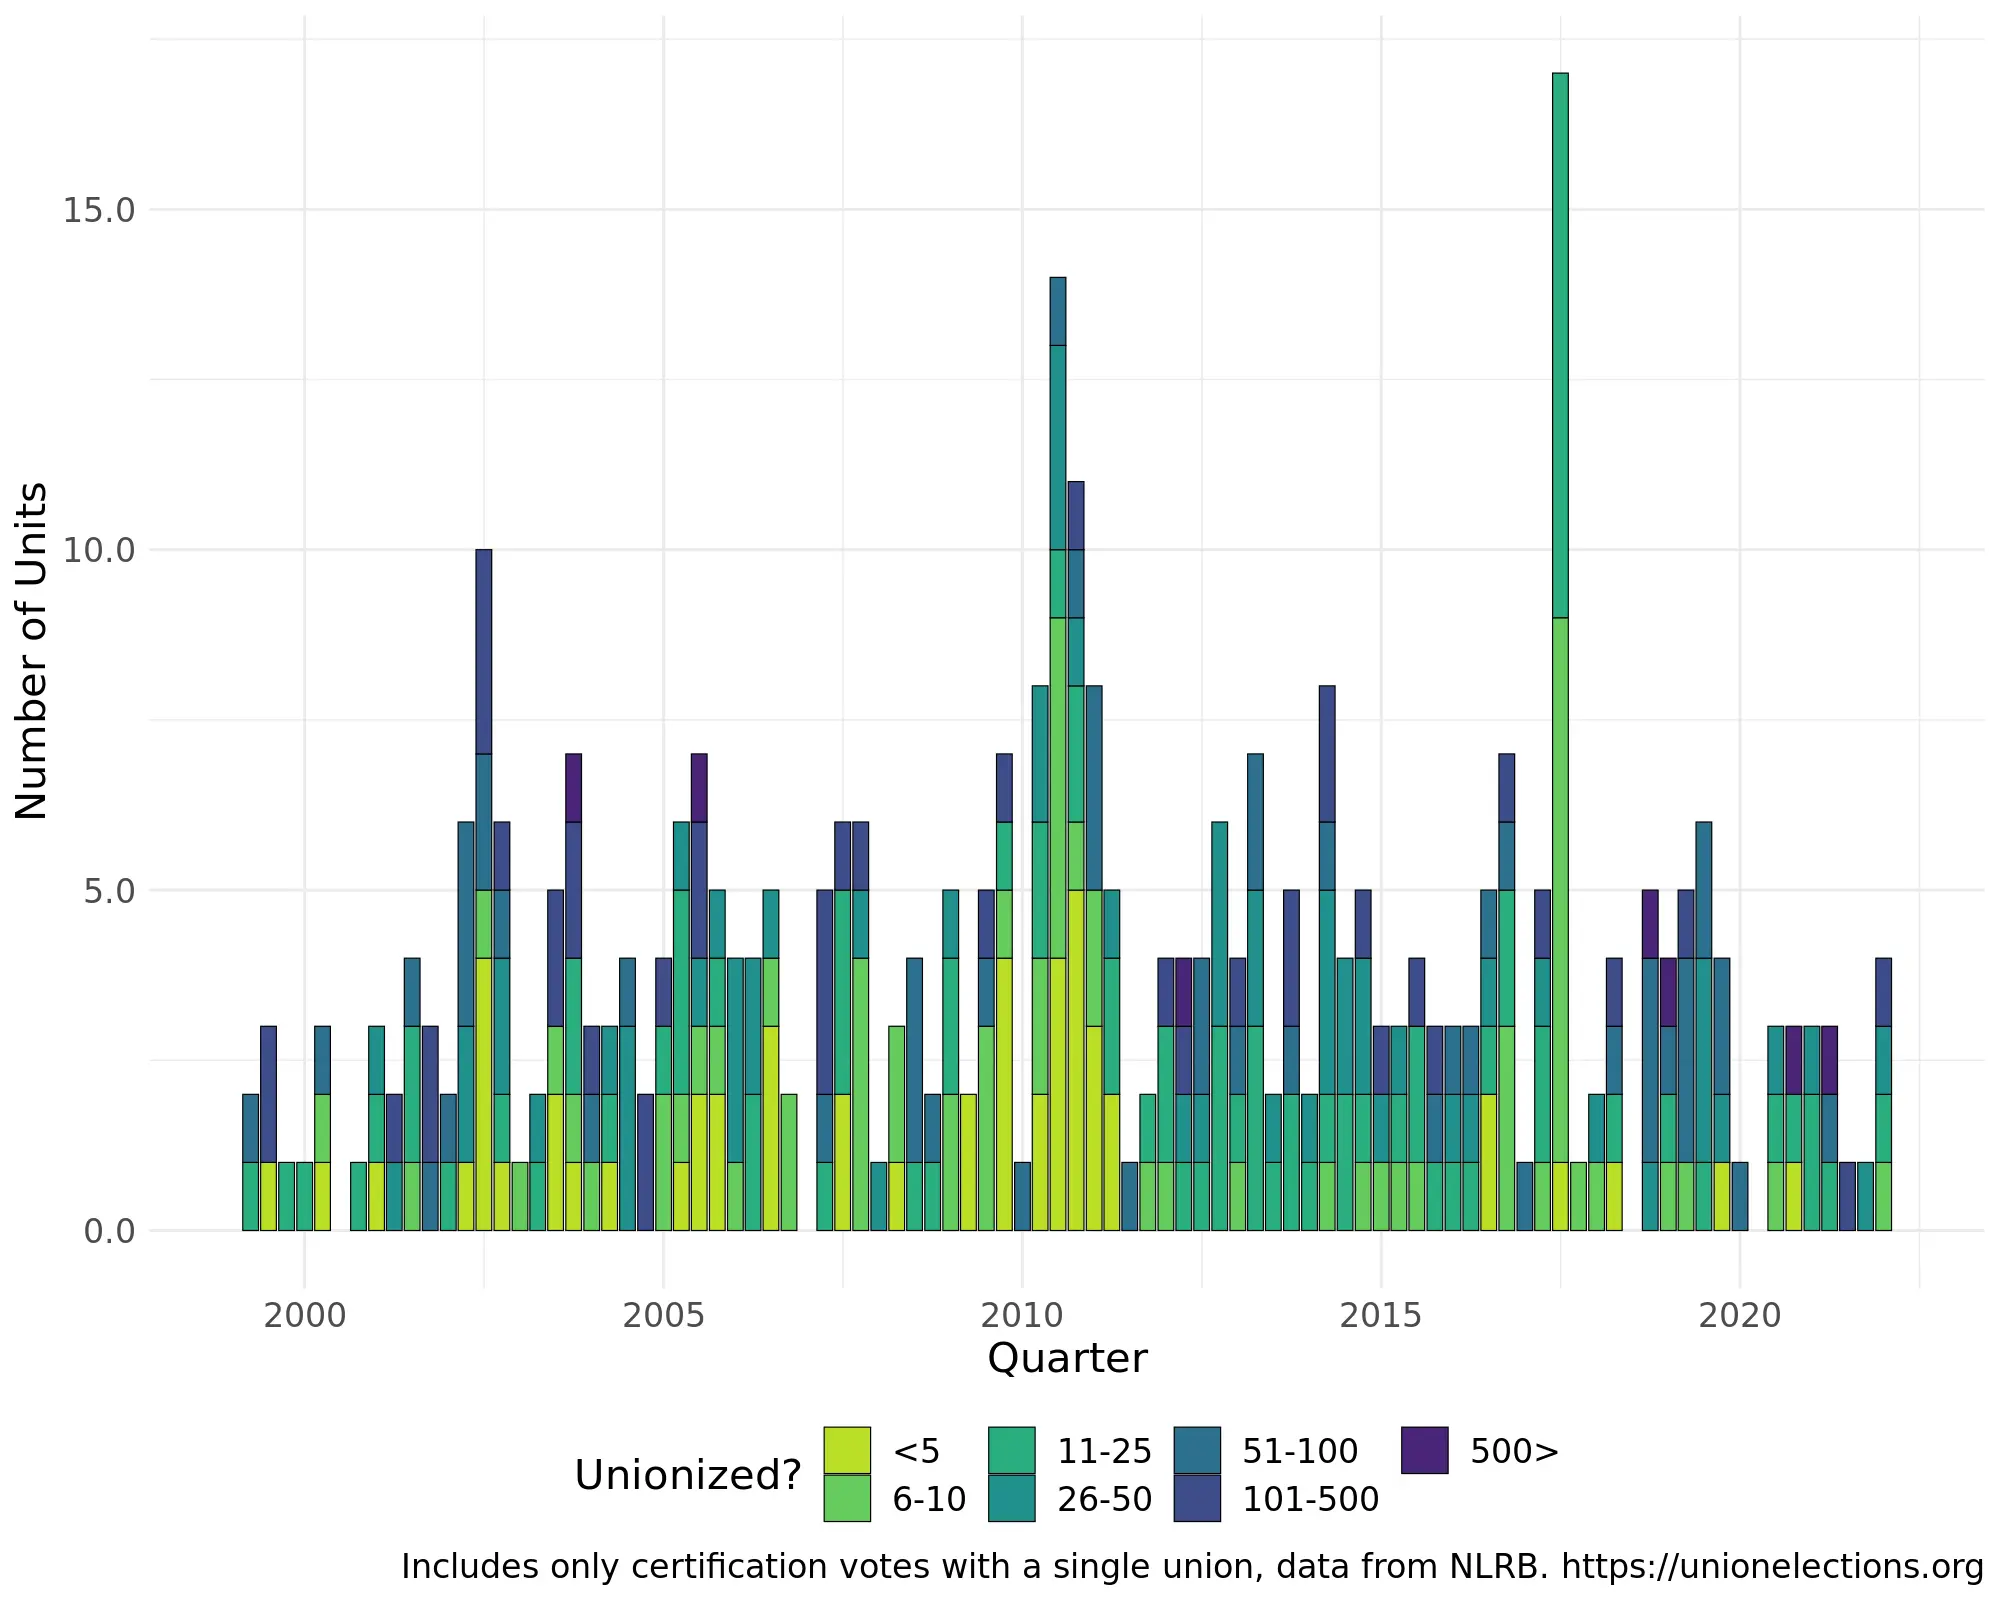 15.0
10.0
5.0
0.0
Number of Units
2000 2005 2010 2015 2020
Quarter
Unionized?
<5 11-25 51-100 500>
6-10 26-50 101-500
Includes only certification votes with a single union, data from NLRB. https://unionelections.org